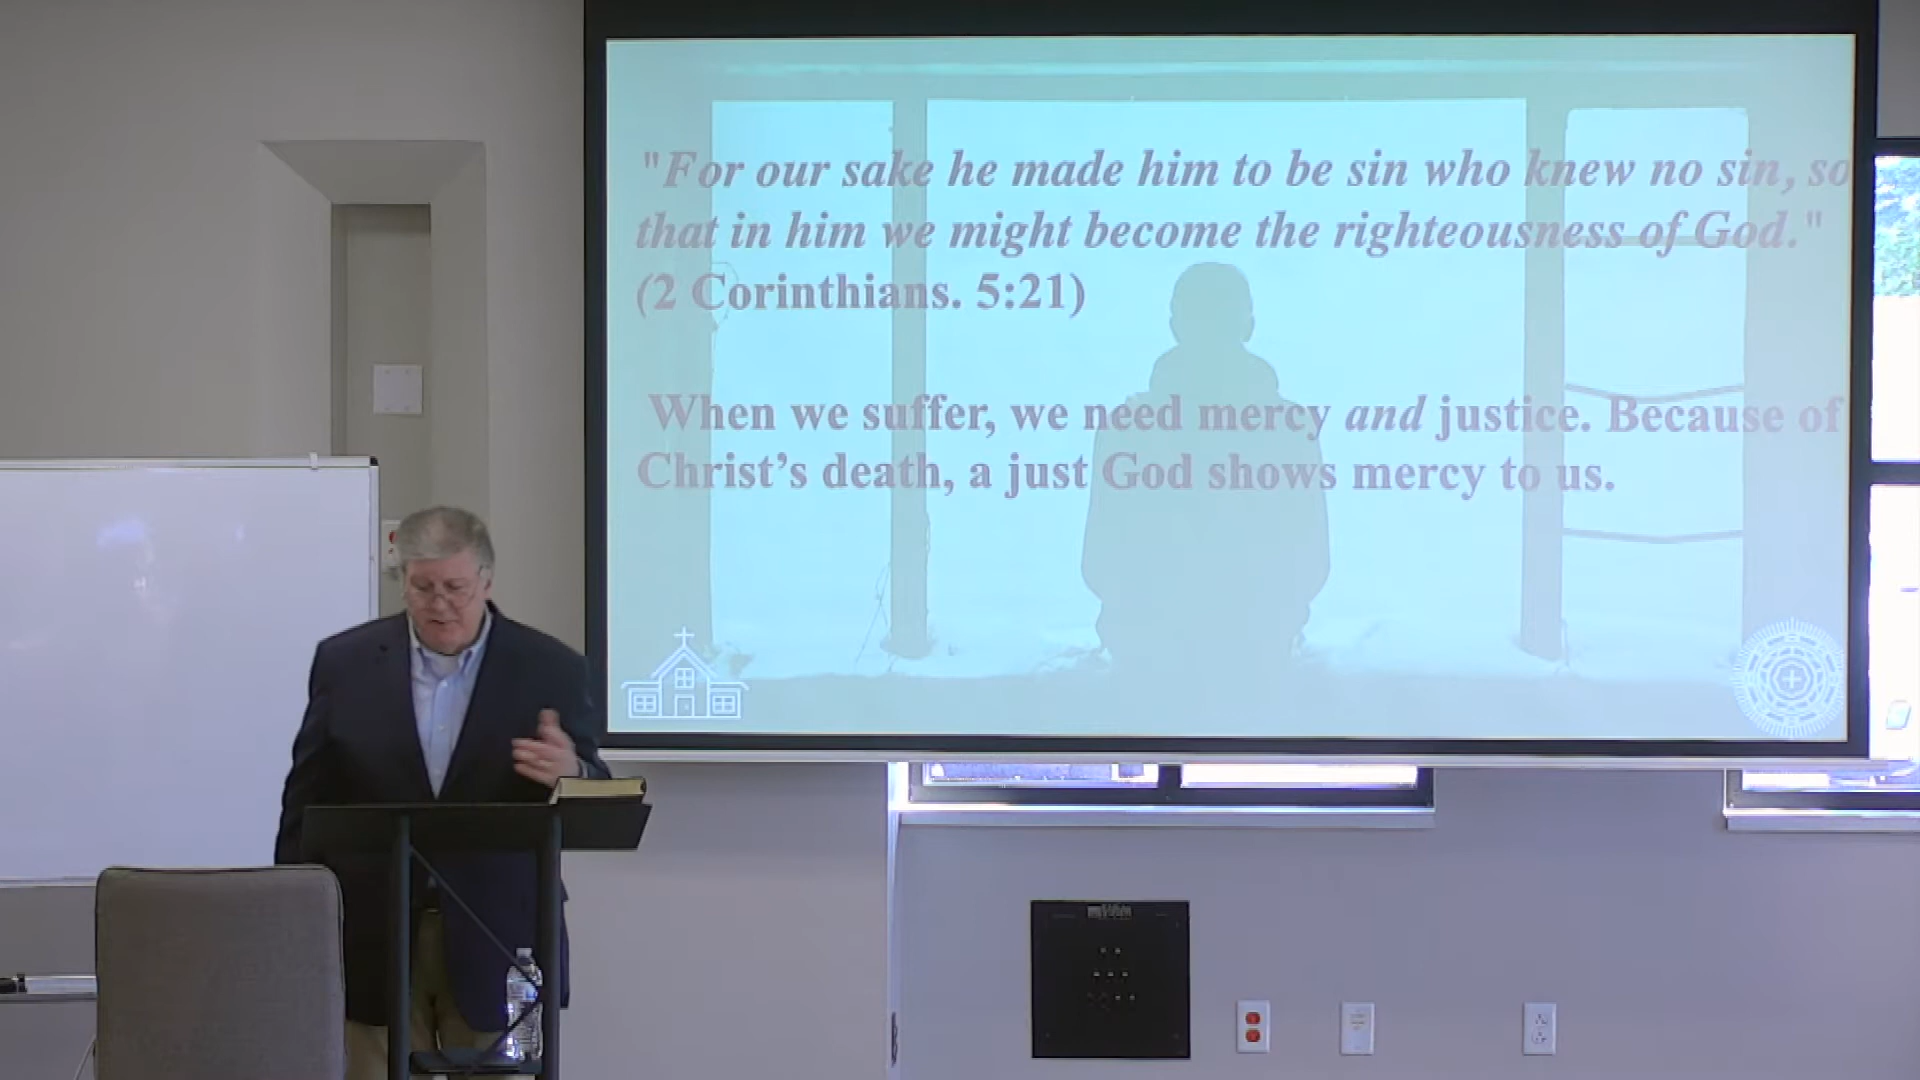 "For our sake he made him to be sin who knew no sin, so
that in him we might become the righteousness of God."
(2 Corinthians. 5:21)
When we suffer, we need mercy and justice. Because of
Christ’s death, a just God shows mercy to us.